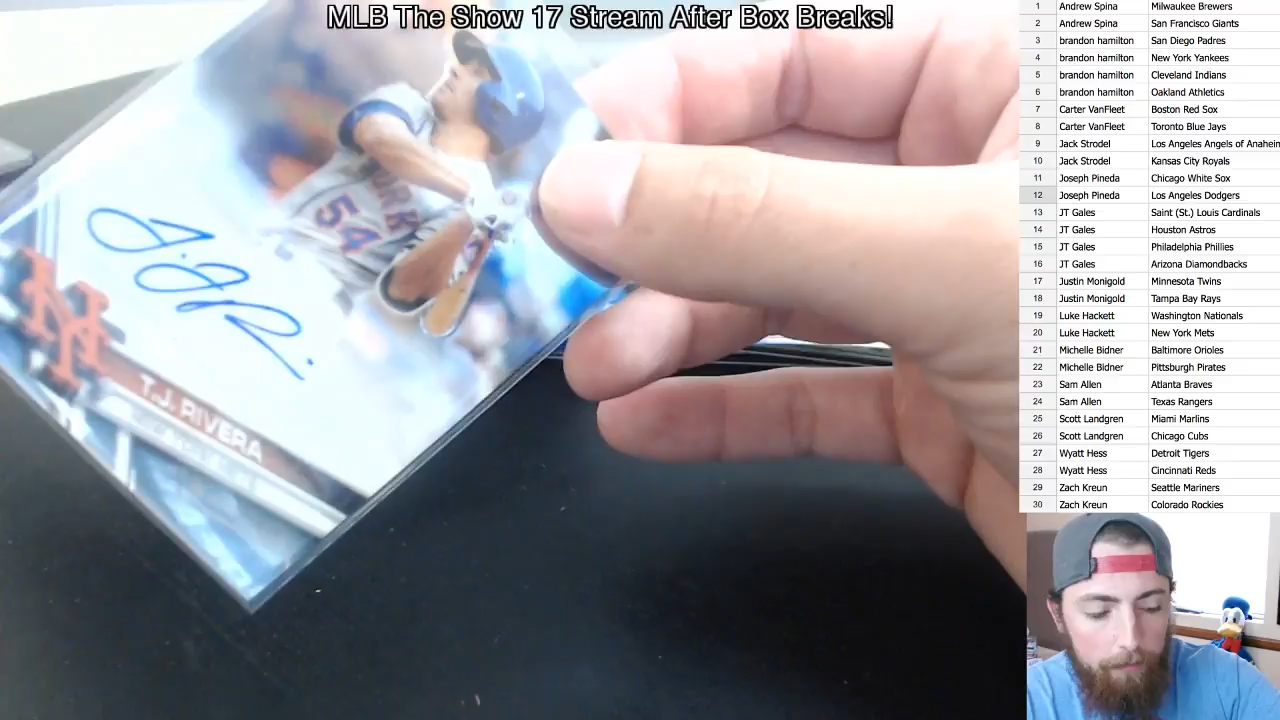 MLB The Show 17 Stream After Box Breaks!
1 Andrew Spina Milwaukee Brewers
2 Andrew Spina San Francisco Giants
3 brandon hamilton San Diego Padres
4 brandon hamilton New York Yankees
5 brandon hamilton Cleveland Indians
6 brandon hamilton Oakland Athletics
7 Carter VanFleet Boston Red Sox
8 Carter VanFleet Toronto Blue Jays
9 Jack Strodel Los Angeles Angels of Anaheim
10 Jack Strodel Kansas City Royals
11 Joseph Pineda Chicago White Sox
12 Joseph Pineda Los Angeles Dodgers
13 JT Gales Saint (St.) Louis Cardinals
14 JT Gales Houston Astros
15 JT Gales Philadelphia Phillies
16 JT Gales Arizona Diamondbacks
17 Justin Monigold Minnesota Twins
18 Justin Monigold Tampa Bay Rays
19 Luke Hackett Washington Nationals
20 Luke Hackett New York Mets
21 Michelle Bidner Baltimore Orioles
22 Michelle Bidner Pittsburgh Pirates
23 Sam Allen Atlanta Braves
24 Sam Allen Texas Rangers
25 Scott Landgren Miami Marlins
26 Scott Landgren Chicago Cubs
27 Wyatt Hess Detroit Tigers
28 Wyatt Hess Cincinnati Reds
29 Zach Kreun Seattle Mariners
30 Zach Kreun Colorado Rockies
54
NY
T.J. RIVERA